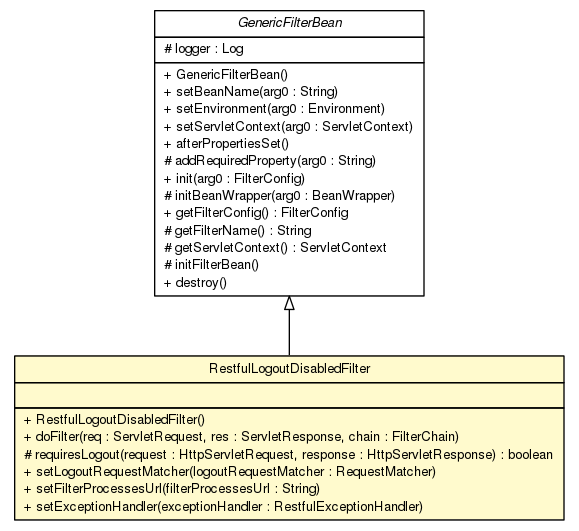 GenericFilterBean
# logger : Log
+ GenericFilterBean()
+ setBeanName(arg0 : String)
+ setEnvironment(arg0 : Environment)
+ setServletContext(arg0 : ServletContext)
+ afterPropertiesSet()
# addRequiredProperty(arg0 : String)
+ init(arg0 : FilterConfig)
# initBeanWrapper(arg0 : BeanWrapper)
+ getFilterConfig() : FilterConfig
# getFilterName() : String
# getServletContext() : ServletContext
# initFilterBean()
+ destroy()
RestfulLogoutDisabledFilter
+ RestfulLogoutDisabledFilter()
+ doFilter(req : ServletRequest, res : ServletResponse, chain : FilterChain)
# requiresLogout(request : HttpServletRequest, response : HttpServletResponse) : boolean
+ setLogoutRequestMatcher(logoutRequestMatcher : RequestMatcher)
+ setFilterProcessesUrl(filterProcessesUrl : String)
+ setExceptionHandler(exceptionHandler : RestfulExceptionHandler)